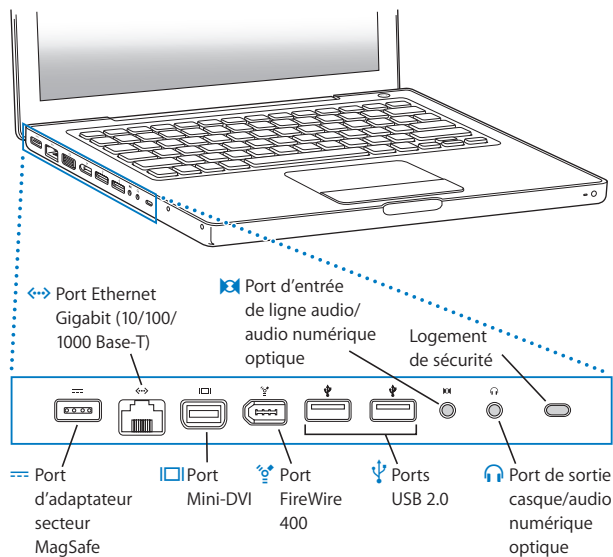 Port Ethernet
Gigabit (10/100/
1000 Base-T)
Port d'entrée
de ligne audio/
audio numérique
optique
Logement
de sécurité
Port
d'adaptateur
secteur
MagSafe
Port
Mini-DVI
Port
FireWire
400
Ports
USB 2.0
Port de sortie
casque/audio
numérique
optique